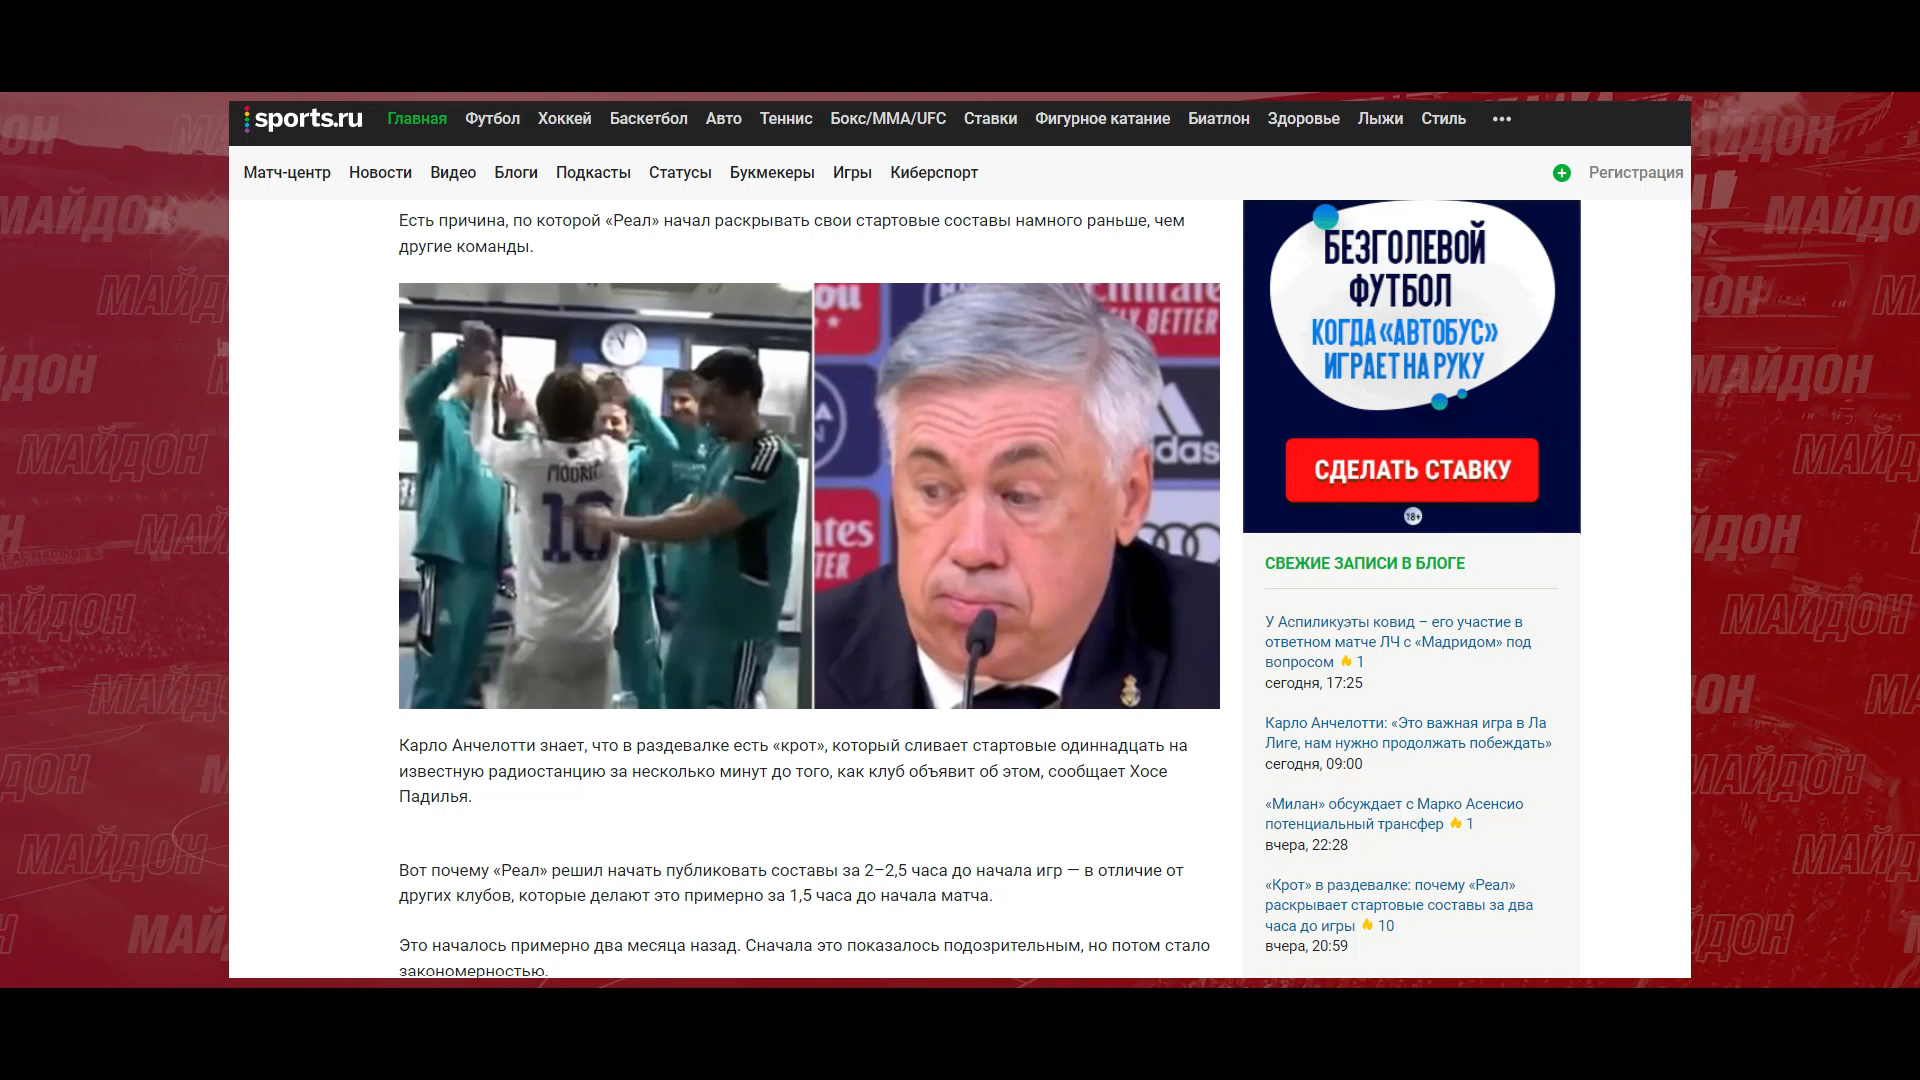 sports.ru Главная Футбол Хоккей Баскетбол Авто Теннис Бокс/MMA/UFC Ставки Фигурное катание Биатлон Здоровье Лыжи Стиль •••
Матч-центр Новости Видео Блоги Подкасты Статусы Букмекеры Игры Киберспорт
Регистрация
Есть причина, по которой «Реал» начал раскрывать свои стартовые составы намного раньше, чем
другие команды.
MODRIC
10
Emirate
LY BETTER
das
ates
TER
Карло Анчелотти знает, что в раздевалке есть «крот», который сливает стартовые одиннадцать на
известную радиостанцию за несколько минут до того, как клуб объявит об этом, сообщает Хосе
Падилья.
Вот почему «Реал» решил начать публиковать составы за 2–2,5 часа до начала игр — в отличие от
других клубов, которые делают это примерно за 1,5 часа до начала матча.
Это началось примерно два месяца назад. Сначала это показалось подозрительным, но потом стало
закономерностью.
БЕЗГОЛЕВОЙ
ФУТБОЛ
КОГДА «АВТОБУС»
ИГРАЕТ НА РУКУ
СДЕЛАТЬ СТАВКУ
18+
СВЕЖИЕ ЗАПИСИ В БЛОГЕ
У Аспиликуэты ковид – его участие в
ответном матче ЛЧ с «Мадридом» под
вопросом 1
сегодня, 17:25
Карло Анчелотти: «Это важная игра в Ла
Лиге, нам нужно продолжать побеждать»
сегодня, 09:00
«Милан» обсуждает с Марко Асенсио
потенциальный трансфер 1
вчера, 22:28
«Крот» в раздевалке: почему «Реал»
раскрывает стартовые составы за два
часа до игры 10
вчера, 20:59
МАЙДОН